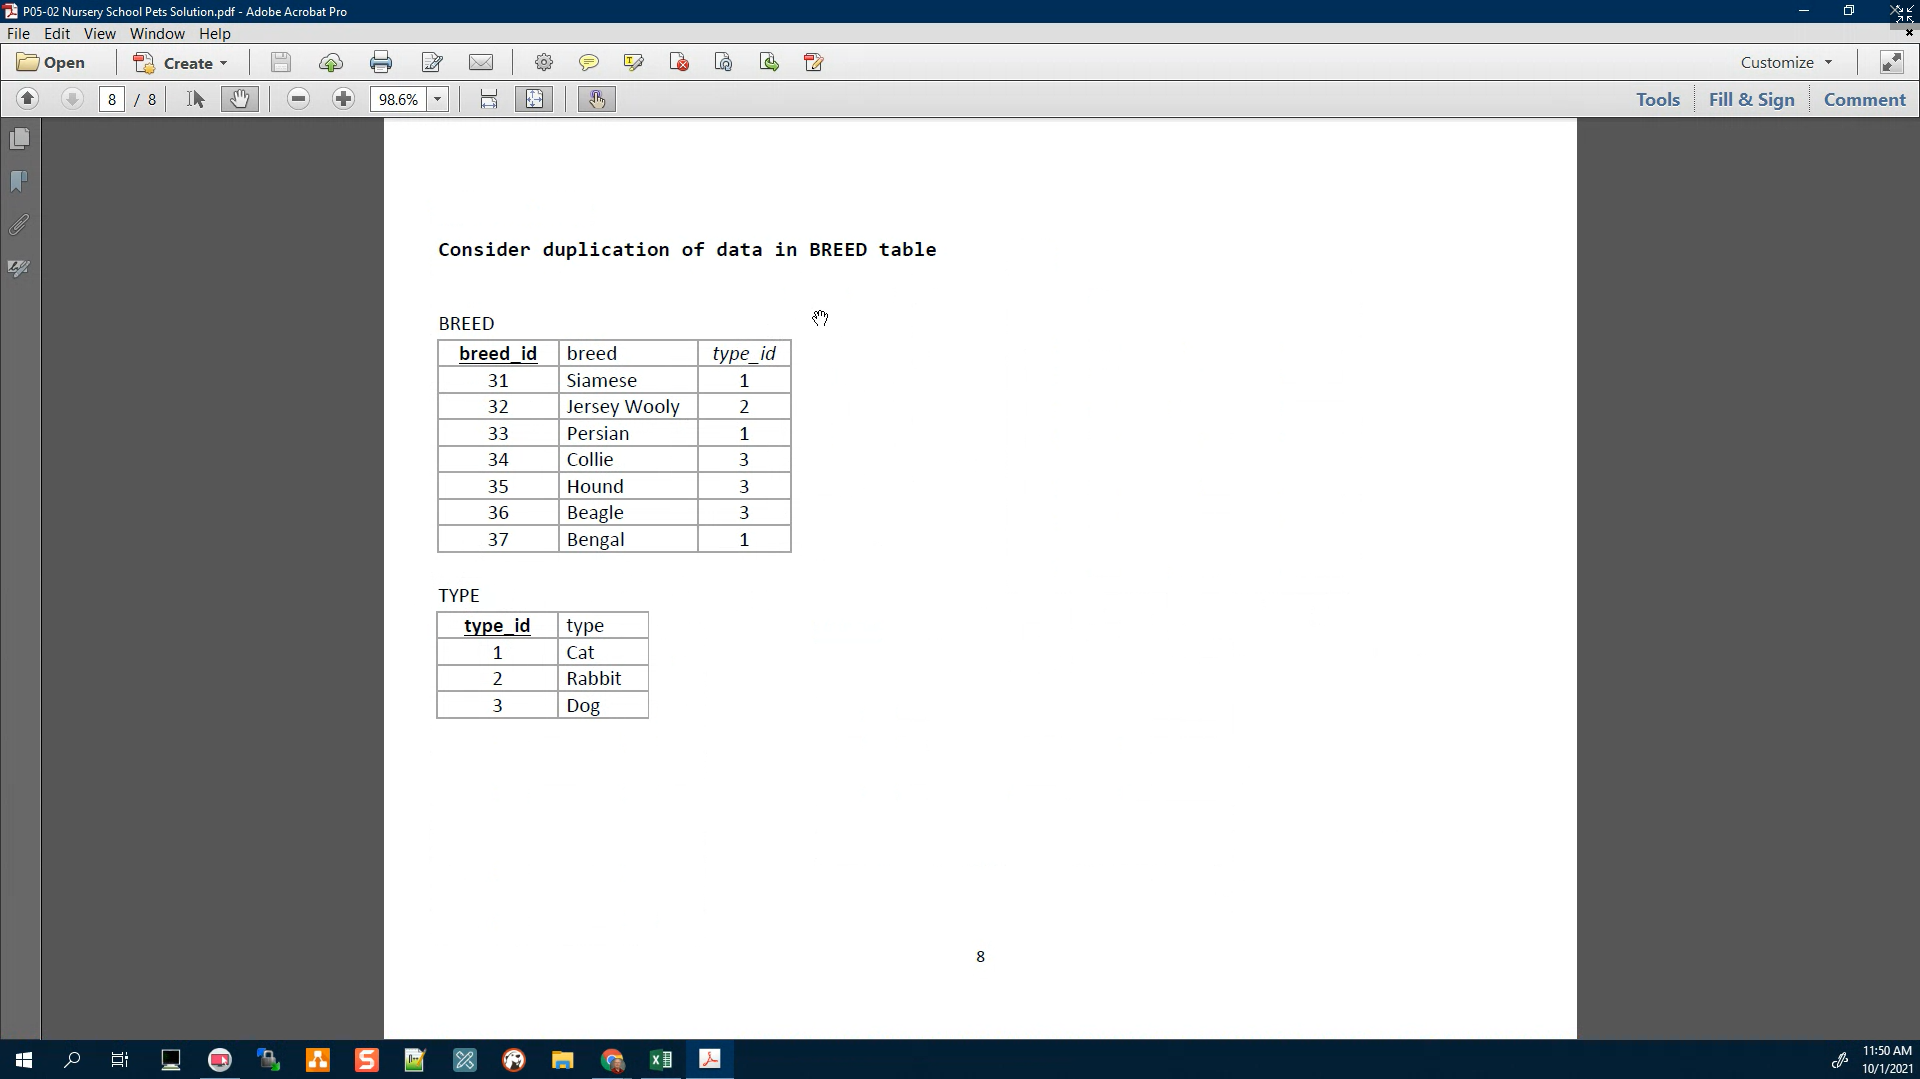 P05-02 Nursery School Pets Solution.pdf - Adobe Acrobat Pro
File Edit View Window Help
Open Create Customize
8 / 8 98.6% Tools Fill & Sign Comment
Consider duplication of data in BREED table
BREED
breed_id breed type_id
31 Siamese 1
32 Jersey Wooly 2
33 Persian 1
34 Collie 3
35 Hound 3
36 Beagle 3
37 Bengal 1
TYPE
type_id type
1 Cat
2 Rabbit
3 Dog
8
11:50 AM
10/1/2021